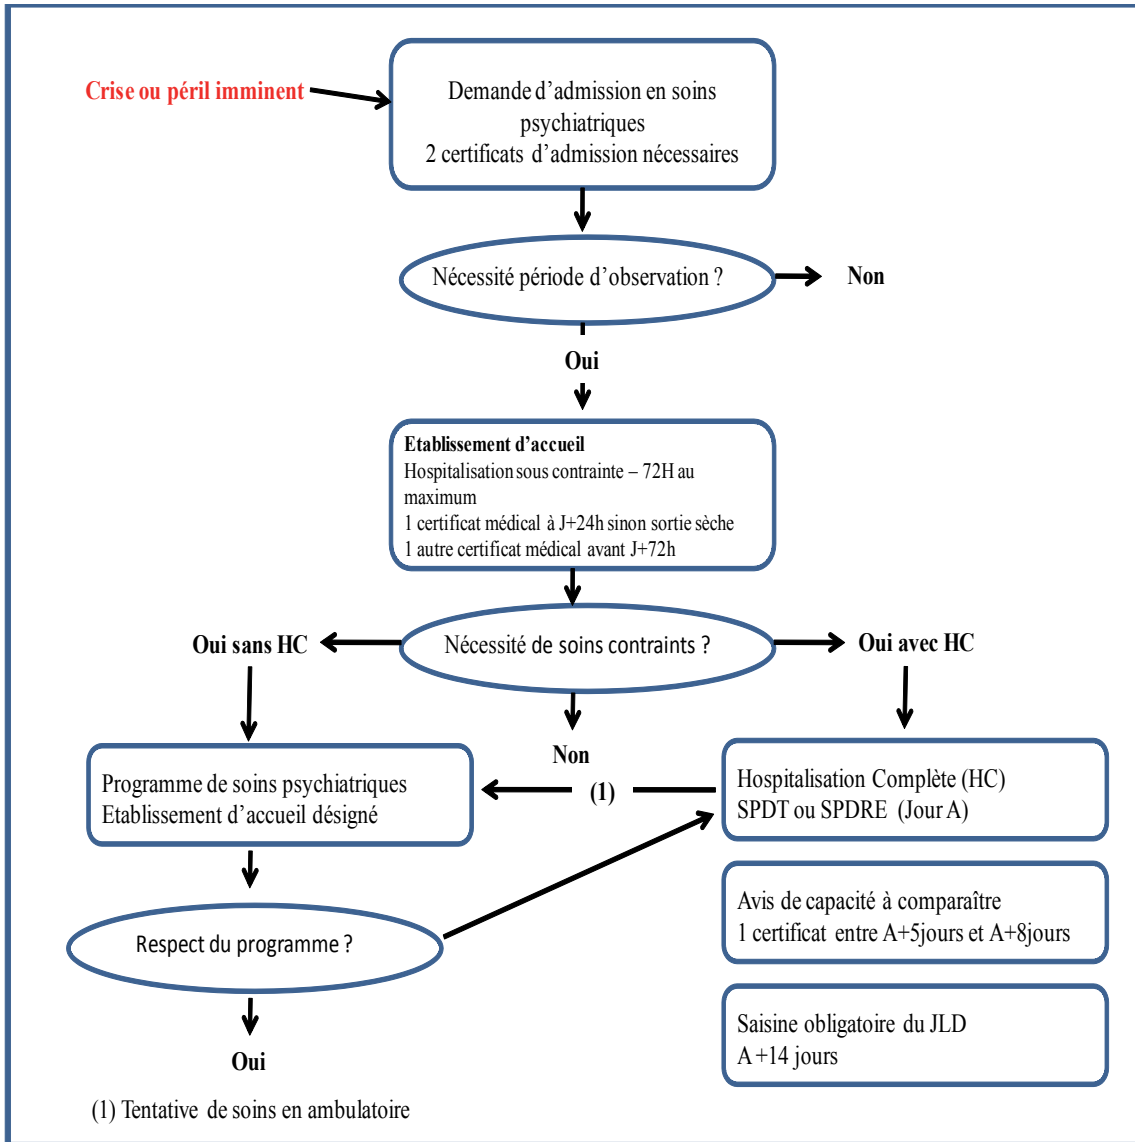 Crise ou péril imminent
Demande d’admission en soins
psychiatriques
2 certificats d’admission nécessaires
Nécessité période d’observation ?
Non
Oui
Etablissement d’accueil
Hospitalisation sous contrainte – 72H au
maximum
1 certificat médical à J+24h sinon sortie sèche
1 autre certificat médical avant J+72h
Oui sans HC
Nécessité de soins contraints ?
Oui avec HC
Non
Programme de soins psychiatriques
Etablissement d’accueil désigné
(1)
Hospitalisation Complète (HC)
SPDT ou SPDRE (Jour A)
Avis de capacité à comparaître
1 certificat entre A+5jours et A+8jours
Respect du programme ?
Saisine obligatoire du JLD
A +14 jours
Oui
(1) Tentative de soins en ambulatoire